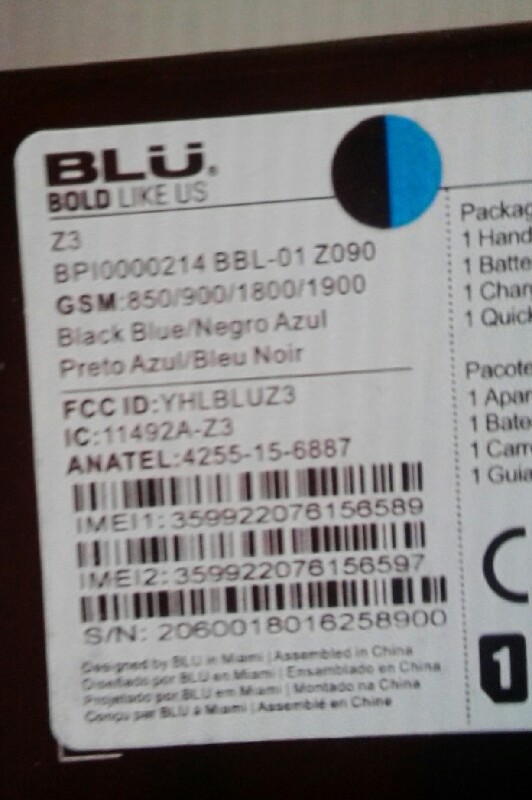 BLU
BOLD LIKE US
Z3
BPI0000214 BBL-01 Z090
GSM:850/900/1800/1900
Black Blue/Negro Azul
Preto Azul/Bleu Noir
FCC ID:YHLBLUZ3
IC:11492A-Z3
ANATEL:4255-15-6887
IMEI1:359922076156589
IMEI2:359922076156597
S/N: 2060018016258900
Designed by BLU in Miami | Assembled in China
Diseñado por BLU en Miami | Ensamblado en China
Projetado por BLU em Miami | Montado na China
Conçu par BLU à Miami | Assemblé en Chine
Packag
1 Hand
1 Batte
1 Char
1 Quick
Pacote
1 Apar
1 Bate
1 Carr
1 Guia
1